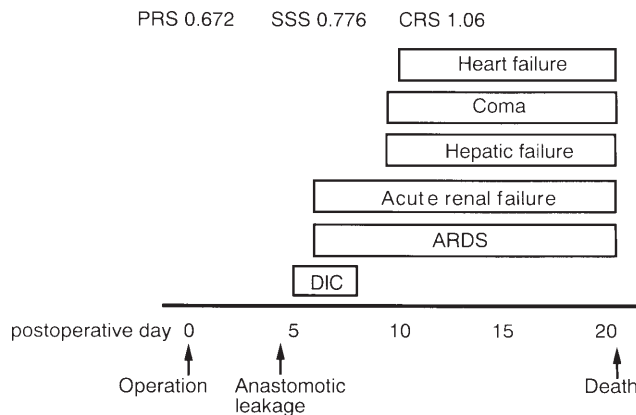 PRS 0.672 SSS 0.776 CRS 1.06
Heart failure
Coma
Hepatic failure
Acute renal failure
ARDS
DIC
postoperative day 0 5 10 15 20
Operation Anastomotic Death
leakage